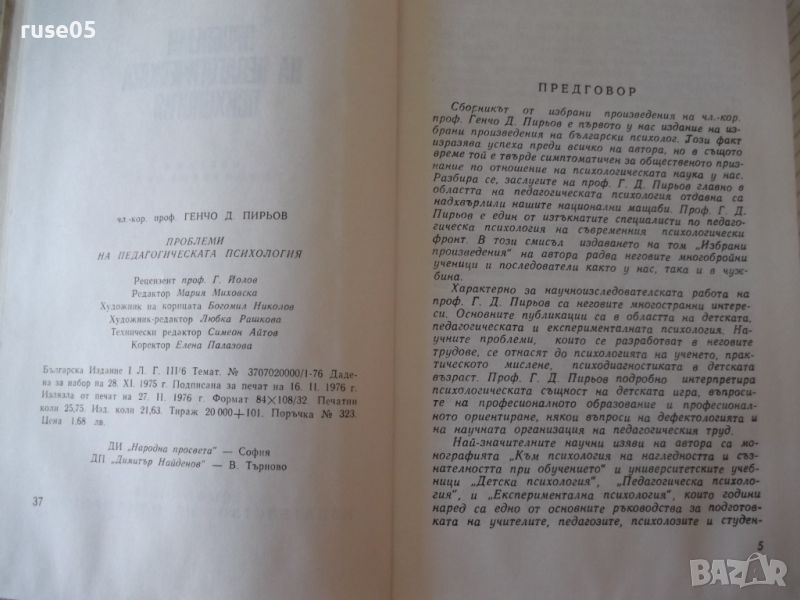 ruse05
чл.-кор. проф. ГЕНЧО Д. ПИРЬОВ
ПРОБЛЕМИ
НА ПЕДАГОГИЧЕСКАТА ПСИХОЛОГИЯ
Рецензент проф. Г. Йолов
Редактор Мария Миховска
Художник на корицата Богомил Николов
Художник-редактор Любка Рашкова
Технически редактор Симеон Айтов
Коректор Елена Палазова
Българска Издание I Л. Г. III/6 Темат. № 3707020000/1-76 Даде-
на за набор на 28. XI. 1975 г. Подписана за печат на 16. II. 1976 г.
Излязла от печат на 27. II. 1976 г. Формат 84×108/32 Печатни
коли 25,75. Изд. коли 21,63. Тираж 20 000+101. Поръчка № 323.
Цена 1,68 лв.
ДИ „Народна просвета" — София
ДП „Димитър Найденов" — В. Търново
37
ПРЕДГОВОР
Сборникът от избрани произведения на чл.-кор.
проф. Генчо Д. Пирьов е първото у нас издание на из-
брани произведения на български психолог. Този факт
изразява успеха преди всичко на автора, но в същото
време той е твърде симптоматичен за общественото призна-
ние по отношение на психологическата наука у нас.
Разбира се, заслугите на проф. Г. Д. Пирьов главно в
областта на педагогическата психология отдавна са
надхвърлили нашите национални мащаби. Проф. Г. Д.
Пирьов е един от изтъкнатите специалисти по педаго-
гическа психология на съвременния психологически
фронт. В този смисъл издаването на том „Избрани
произведения" на автора радва неговите многобройни
ученици и последователи както у нас, така и в чуж-
бина.
Характерно за научноизследователската работа на
проф. Г. Д. Пирьов са неговите многостранни интере-
си. Основните публикации са в областта на детската,
педагогическата и експерименталната психология. На-
учните проблеми, които се разработват в неговите
трудове, се отнасят до психологията на ученето, прак-
тическото мислене, психодиагностиката в детската
възраст. Проф. Г. Д. Пирьов подробно интерпретира
психологическата същност на детската игра, въпроси-
те на професионалното образование и професионал-
ното ориентиране, някои въпроси на дефектологията и
на научната организация на педагогическия труд.
Най-значителните научни изяви на автора са мо-
нографията „Към психология на нагледността и съз-
нателността при обучението" и университетските учеб-
ници „Детска психология", „Педагогическа психоло-
гия", и „Експериментална психология", които години
наред са едно от основните ръководства за подготов-
ката на учителите, педагозите, психолозите и студен-
5
BAZAR